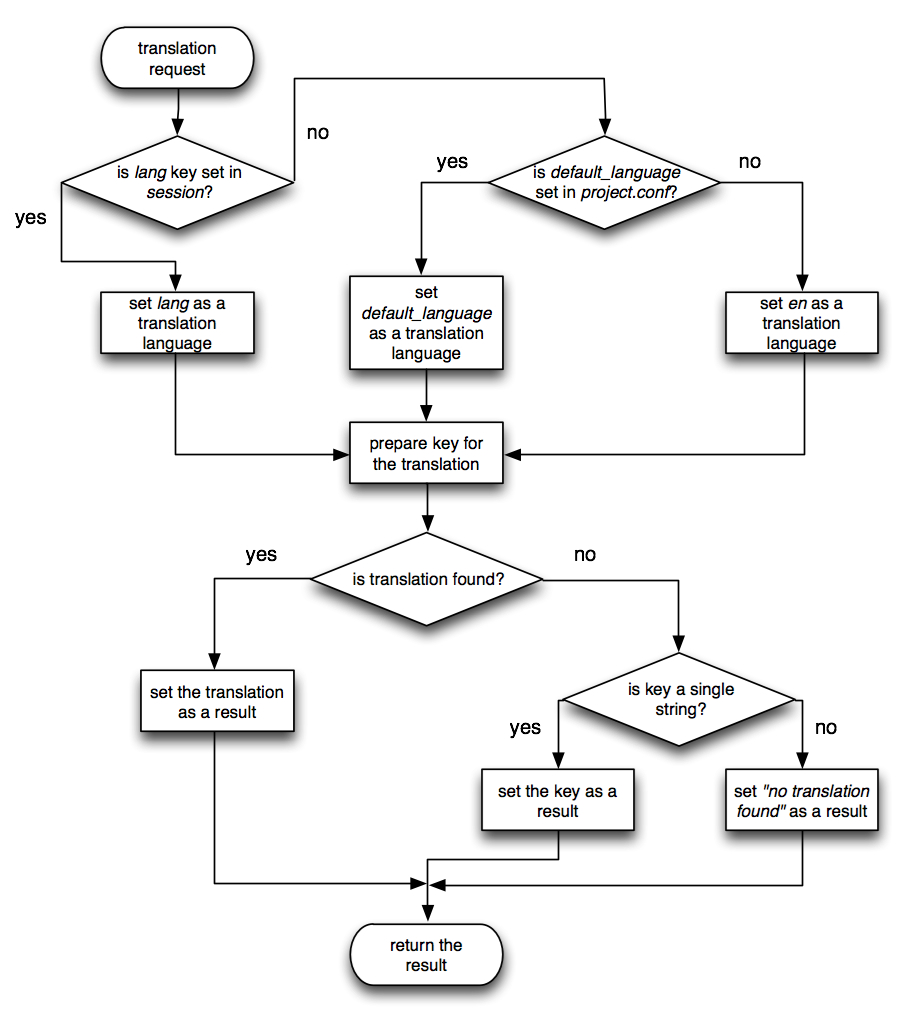 translation
request
no
is lang key set in
session?
yes
yes
is default_language
set in project.conf?
no
set lang as a
translation
language
set
default_language
as a translation
language
set en as a
translation
language
prepare key for
the translation
yes
is translation found?
no
set the translation
as a result
is key a single
string?
yes
no
set the key as a
result
set "no translation
found" as a result
return the
result